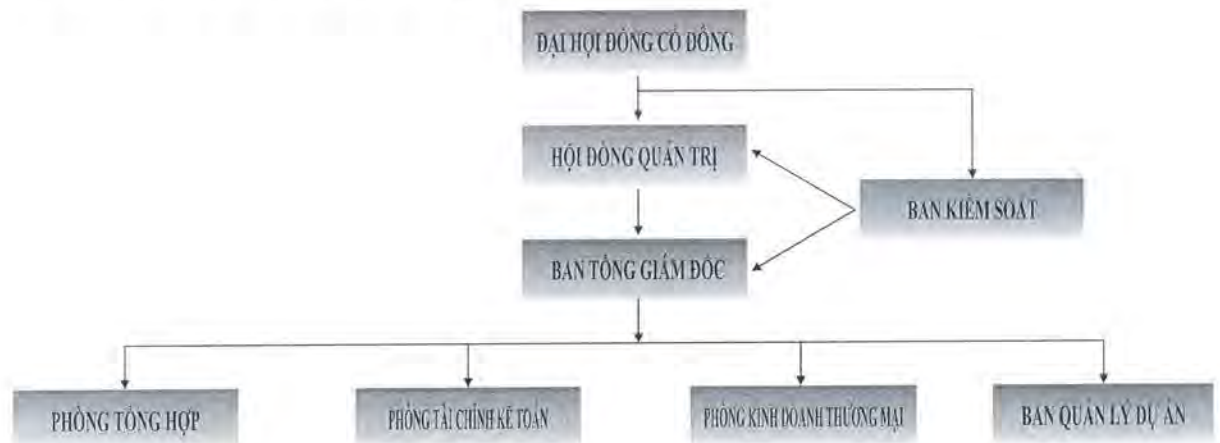 ĐẠI HỘI ĐỒNG CỔ ĐÔNG
HỘI ĐỒNG QUẢN TRỊ
BAN KIỂM SOÁT
BAN TỔNG GIÁM ĐỐC
PHÒNG TỔNG HỢP
PHÒNG TÀI CHÍNH KẾ TOÁN
PHÒNG KINH DOANH THƯƠNG MẠI
BAN QUẢN LÝ DỰ ÁN